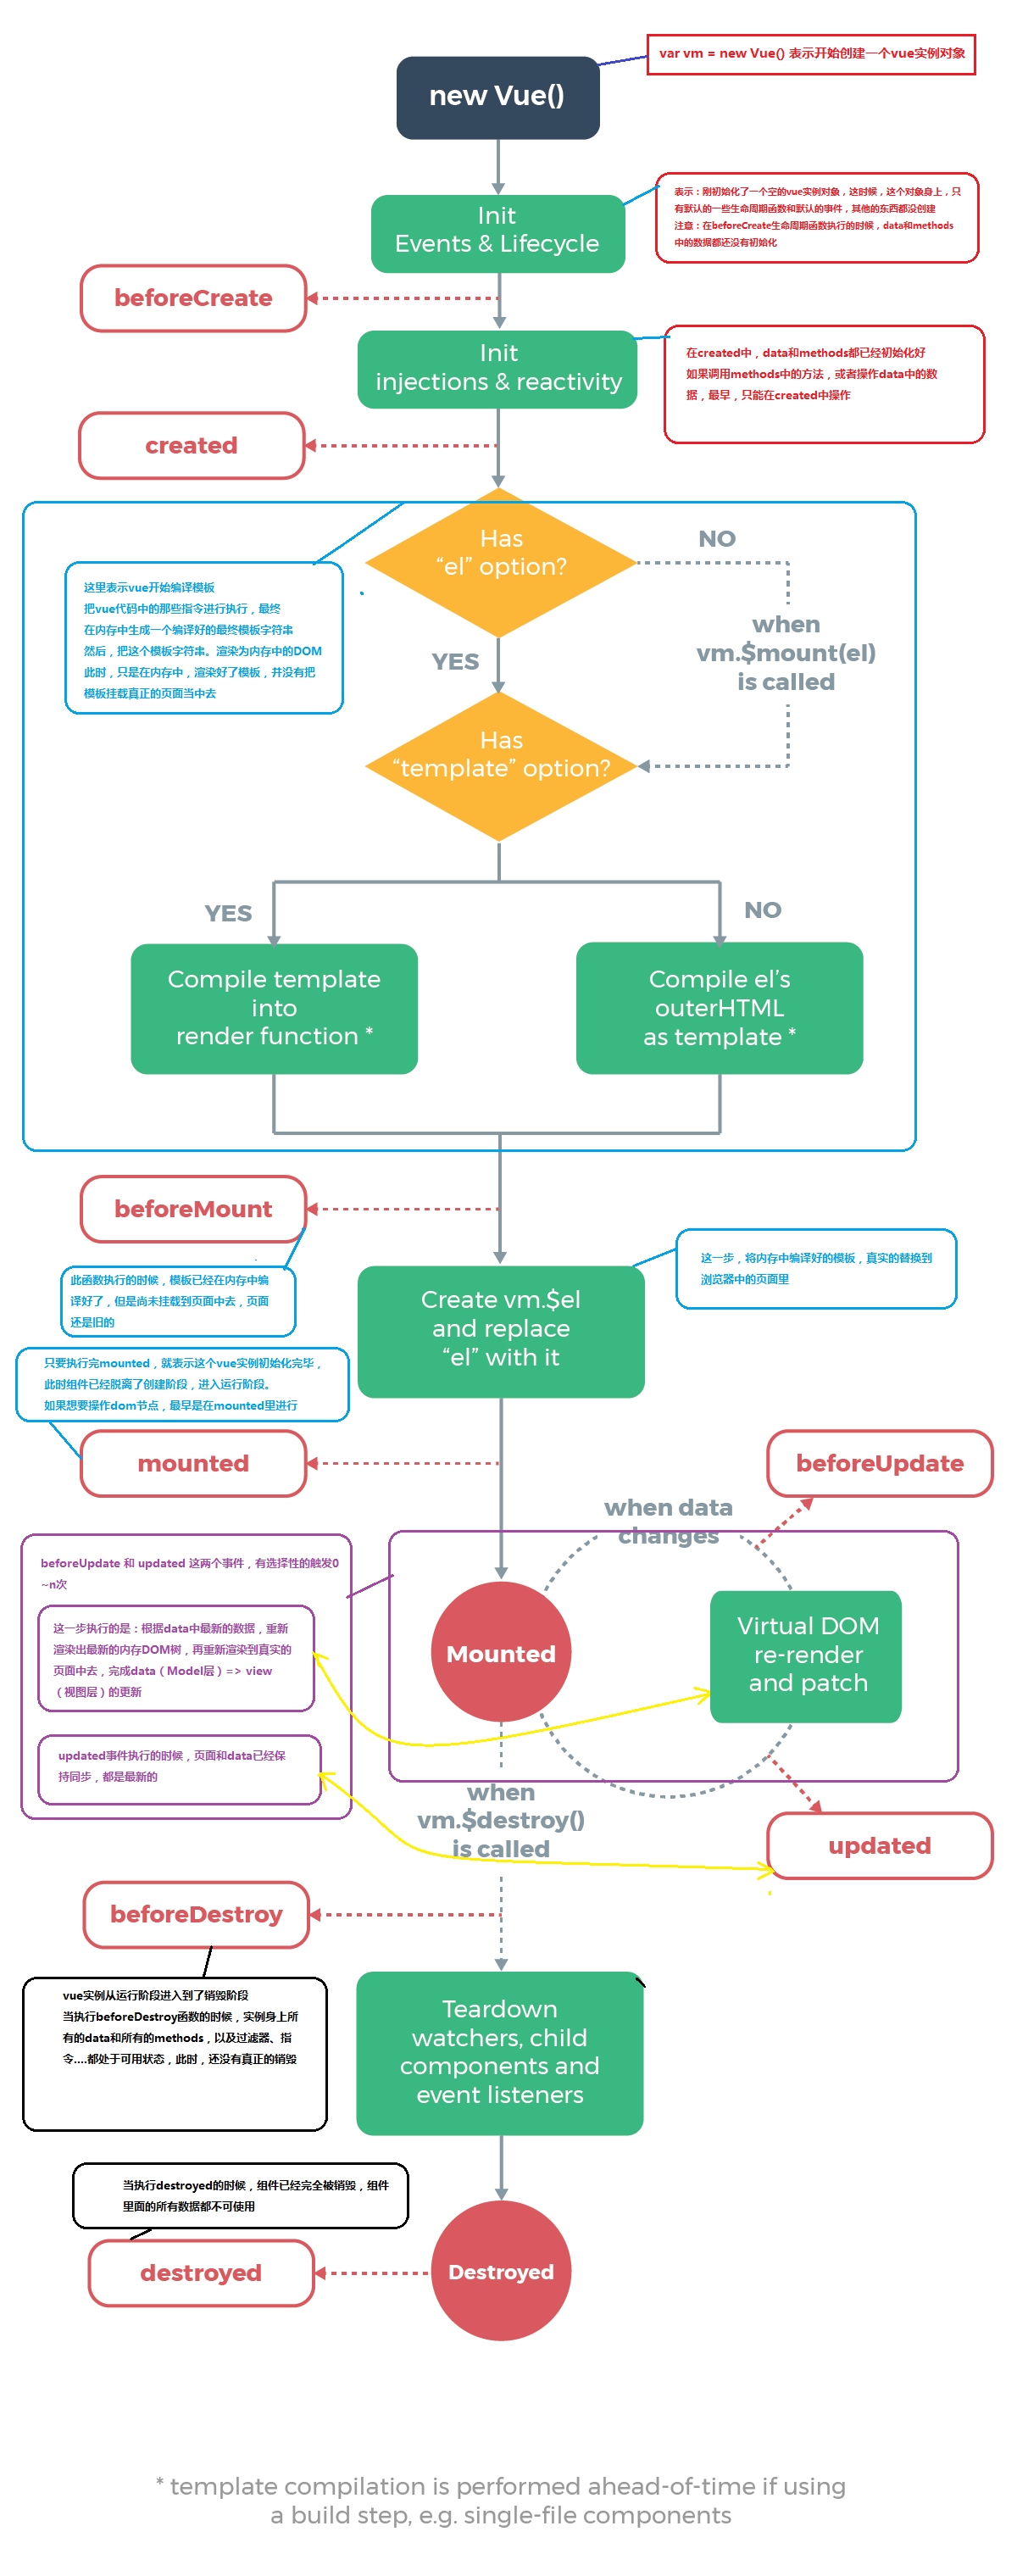 var vm = new Vue() 表示开始创建一个vue实例对象
new Vue()
表示：刚初始化了一个空的vue实例对象，这时候，这个对象身上，只
有默认的一些生命周期函数和默认的事件，其他的东西都没创建
注意：在beforeCreate生命周期函数执行的时候，data和methods
中的数据都还没有初始化
Init
Events & Lifecycle
beforeCreate
Init
injections & reactivity
在created中，data和methods都已经初始化好
如果调用methods中的方法，或者操作data中的数
据，最早，只能在created中操作
created
Has
“el” option?
NO
这里表示vue开始编译模板
把vue代码中的那些指令进行执行，最终
在内存中生成一个编译好的最终模板字符串
然后，把这个模板字符串。渲染为内存中的DOM
此时，只是在内存中，渲染好了模板，并没有把
模板挂载真正的页面当中去
when
vm.$mount(el)
is called
YES
Has
“template” option?
YES
NO
Compile template
into
render function *
Compile el’s
outerHTML
as template *
beforeMount
此函数执行的时候，模板已经在内存中编
译好了，但是尚未挂载到页面中去，页面
还是旧的
这一步，将内存中编译好的模板，真实的替换到
浏览器中的页面里
Create vm.$el
and replace
“el” with it
只要执行完mounted，就表示这个vue实例初始化完毕，
此时组件已经脱离了创建阶段，进入运行阶段。
如果想要操作dom节点，最早是在mounted里进行
mounted
beforeUpdate
when data
changes
beforeUpdate 和 updated 这两个事件，有选择性的触发0
~n次
这一步执行的是：根据data中最新的数据，重新
渲染出最新的内存DOM树，再重新渲染到真实的
页面中去，完成data（Model层）=> view
（视图层）的更新
Mounted
Virtual DOM
re-render
and patch
updated事件执行的时候，页面和data已经保
持同步，都是最新的
when
vm.$destroy()
is called
updated
beforeDestroy
vue实例从运行阶段进入到了销毁阶段
当执行beforeDestroy函数的时候，实例身上所
有的data和所有的methods，以及过滤器、指
令....都处于可用状态，此时，还没有真正的销毁
Teardown
watchers, child
components and
event listeners
当执行destroyed的时候，组件已经完全被销毁，组件
里面的所有数据都不可使用
destroyed
Destroyed
* template compilation is performed ahead-of-time if using
a build step, e.g. single-file components